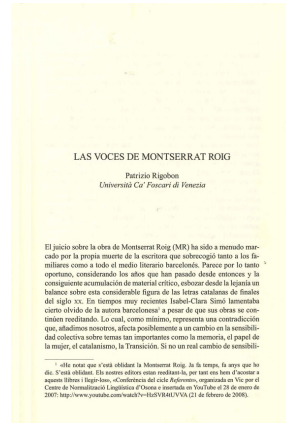 LAS VOCES DE MONTSERRAT ROIG
Patrizio Rigobon
Università Ca' Foscari di Venezia
El juicio sobre la obra de Montserrat Roig (MR) ha sido a menudo mar-
cado por la propia muerte de la escritora que sobrecogió tanto a los fa-
miliares como a todo el medio literario barcelonés. Parece por lo tanto
oportuno, considerando los años que han pasado desde entonces y la
consiguiente acumulación de material crítico, esbozar desde la lejanía un
balance sobre esta considerable figura de las letras catalanas de finales
del siglo XX. En tiempos muy recientes Isabel-Clara Simó lamentaba
cierto olvido de la autora barcelonesa¹ a pesar de que sus obras se con-
tinúen reeditando. Lo cual, como mínimo, representa una contradicción
que, añadimos nosotros, afecta posiblemente a un cambio en la sensibili-
dad colectiva sobre temas tan importantes como la memoria, el papel de
la mujer, el catalanismo, la Transición. Si no un real cambio de sensibili-
¹ «He notat que s'està oblidant la Montserrat Roig. Ja fa temps, fa anys que ho
dic. S'està oblidant. Els nostres editors estan reeditant-la, per tant ens hem d'acostar a
aquests llibres i llegir-los», «Conferència del cicle Referents», organizada en Vic por el
Centre de Normalització Lingüística d'Osona e insertada en YouTube el 28 de enero de
2007: http://www.youtube.com/watch?v=HzSVR4tUVVA (21 de febrero de 2008).